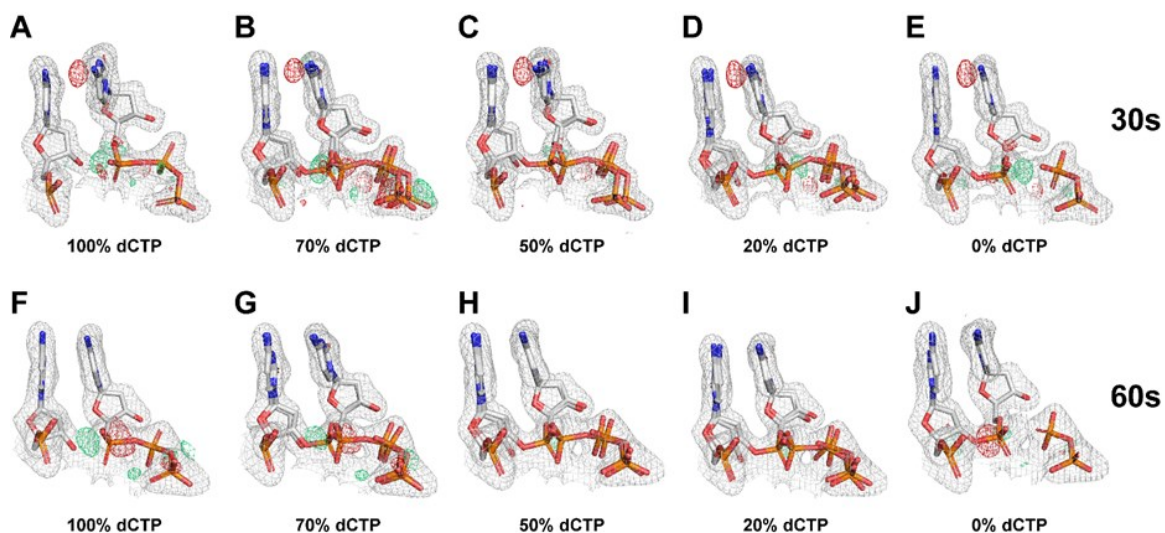 A B C D E
30s
100% dCTP 70% dCTP 50% dCTP 20% dCTP 0% dCTP
F G H I J
60s
100% dCTP 70% dCTP 50% dCTP 20% dCTP 0% dCTP